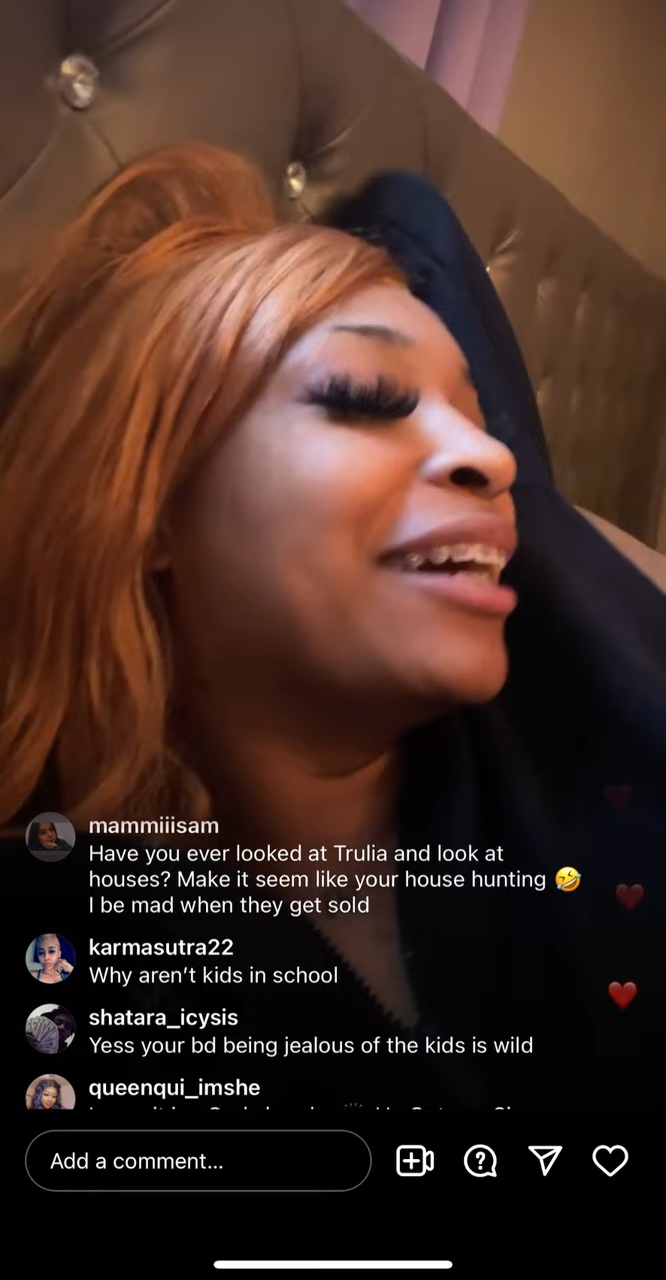 mammiiisam
Have you ever looked at Trulia and look at
houses? Make it seem like your house hunting 🤣
I be mad when they get sold
karmasutra22
Why aren’t kids in school
shatara_icysis
Yess your bd being jealous of the kids is wild
queenqui_imshe
Add a comment...